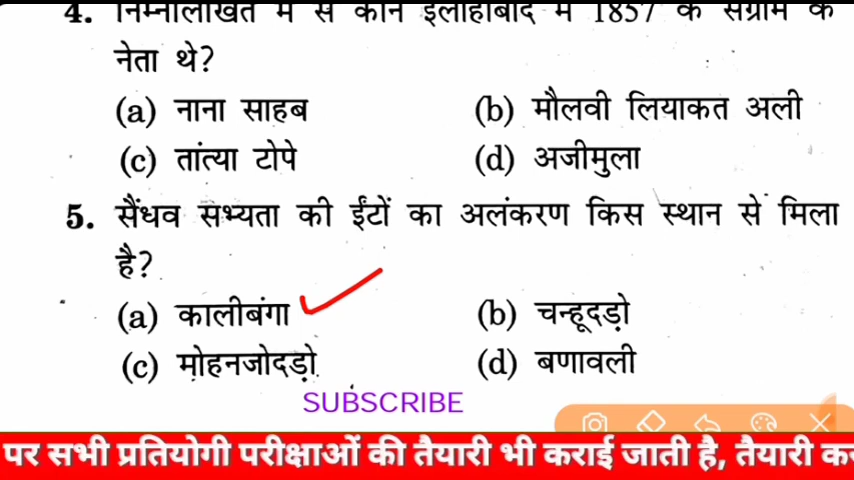 4. निम्नलिखित में से कौन इलाहाबाद में 1857 के संग्राम के
नेता थे?
(a) नाना साहब (b) मौलवी लियाकत अली
(c) तांत्या टोपे (d) अजीमुला
5. सैंधव सभ्यता की ईंटों का अलंकरण किस स्थान से मिला
है?
(a) कालीबंगा (b) चन्हूदड़ो
(c) मोहनजोदड़ो (d) बणावली
SUBSCRIBE
पर सभी प्रतियोगी परीक्षाओं की तैयारी भी कराई जाती है, तैयारी